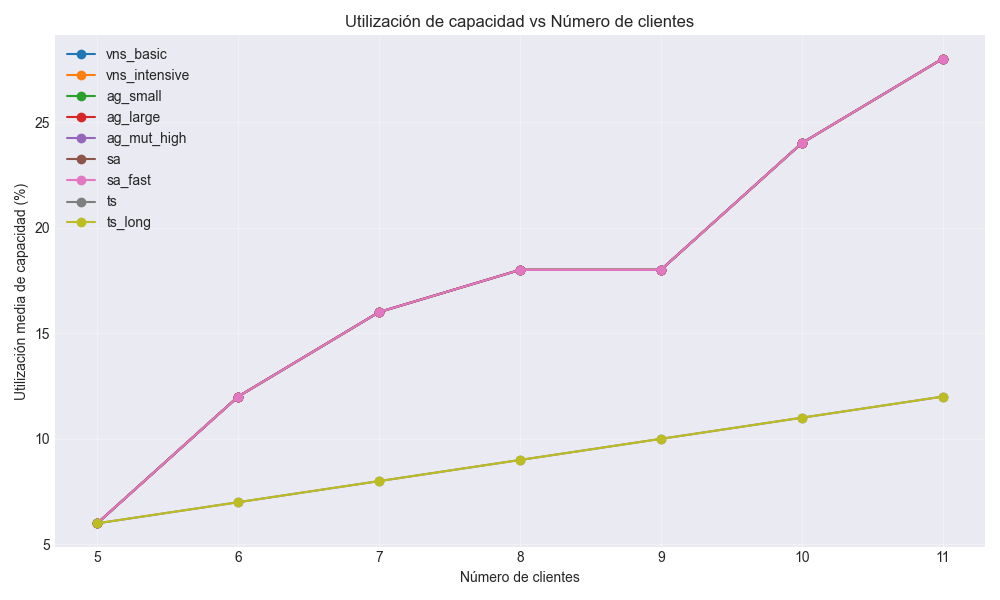 Utilización de capacidad vs Número de clientes
vns_basic
vns_intensive
ag_small
ag_large
ag_mut_high
sa
sa_fast
ts
ts_long
Utilización media de capacidad (%)
25
20
15
10
5
5 6 7 8 9 10 11
Número de clientes